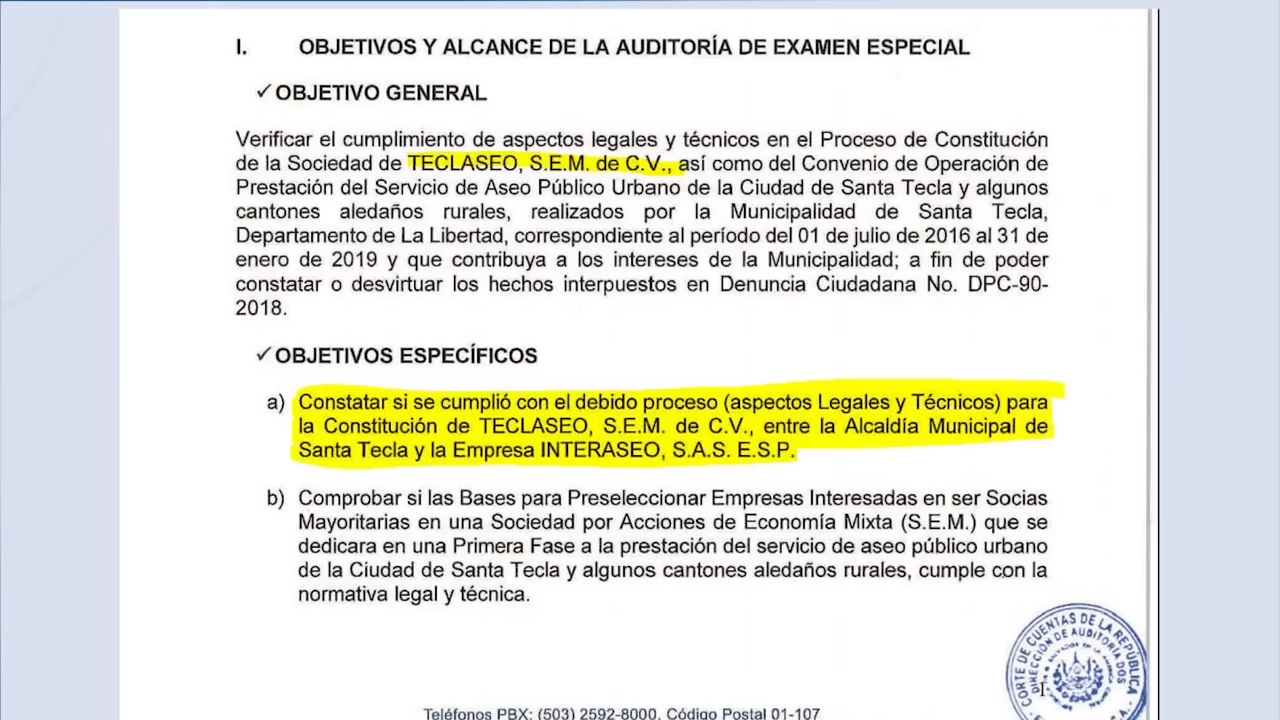 I. OBJETIVOS Y ALCANCE DE LA AUDITORÍA DE EXAMEN ESPECIAL
✓OBJETIVO GENERAL
Verificar el cumplimiento de aspectos legales y técnicos en el Proceso de Constitución
de la Sociedad de TECLASEO, S.E.M. de C.V., así como del Convenio de Operación de
Prestación del Servicio de Aseo Público Urbano de la Ciudad de Santa Tecla y algunos
cantones aledaños rurales, realizados por la Municipalidad de Santa Tecla,
Departamento de La Libertad, correspondiente al período del 01 de julio de 2016 al 31 de
enero de 2019 y que contribuya a los intereses de la Municipalidad; a fin de poder
constatar o desvirtuar los hechos interpuestos en Denuncia Ciudadana No. DPC-90-
2018.
✓OBJETIVOS ESPECÍFICOS
a) Constatar si se cumplió con el debido proceso (aspectos Legales y Técnicos) para
la Constitución de TECLASEO, S.E.M. de C.V., entre la Alcaldía Municipal de
Santa Tecla y la Empresa INTERASEO, S.A.S. E.S.P.
b) Comprobar si las Bases para Preseleccionar Empresas Interesadas en ser Socias
Mayoritarias en una Sociedad por Acciones de Economía Mixta (S.E.M.) que se
dedicara en una Primera Fase a la prestación del servicio de aseo público urbano
de la Ciudad de Santa Tecla y algunos cantones aledaños rurales, cumple con la
normativa legal y técnica.
CORTE DE CUENTAS DE LA REPÚBLICA
DIRECCIÓN DE AUDITORÍA DOS
Teléfonos PBX: (503) 2592-8000, Código Postal 01-107